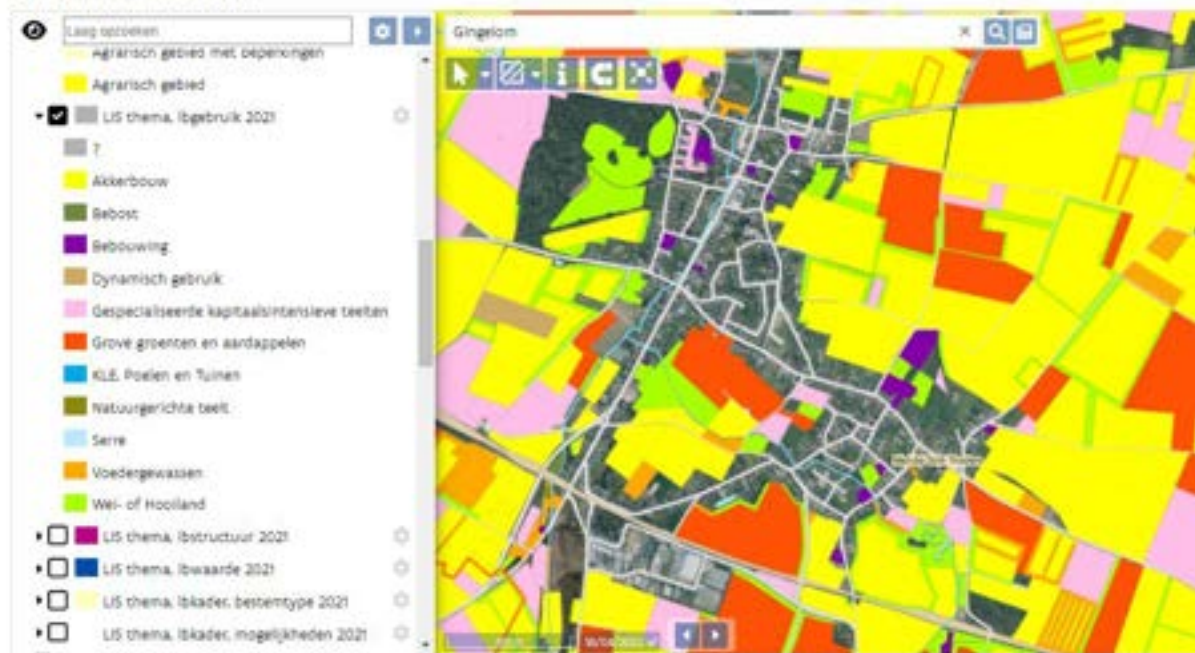 Laag opzoeken
Gingelom
Agrarisch gebied met beperkingen
Agrarisch gebied
LIS thema, lbgebruik 2021
?
Akkerbouw
Bebost
Bebouwing
Dynamisch gebruik
Gespecialiseerde kapitaalsintensieve teelten
Grove groenten en aardappelen
KLE, Poelen en Tuinen
Natuurgerichte teelt
Serre
Voedergewassen
Wei- of Hooiland
LIS thema, lbstructuur 2021
LIS thema, lbwaarde 2021
LIS thema, lbkader, bestemtype 2021
LIS thema, lbkader, mogelijkheden 2021